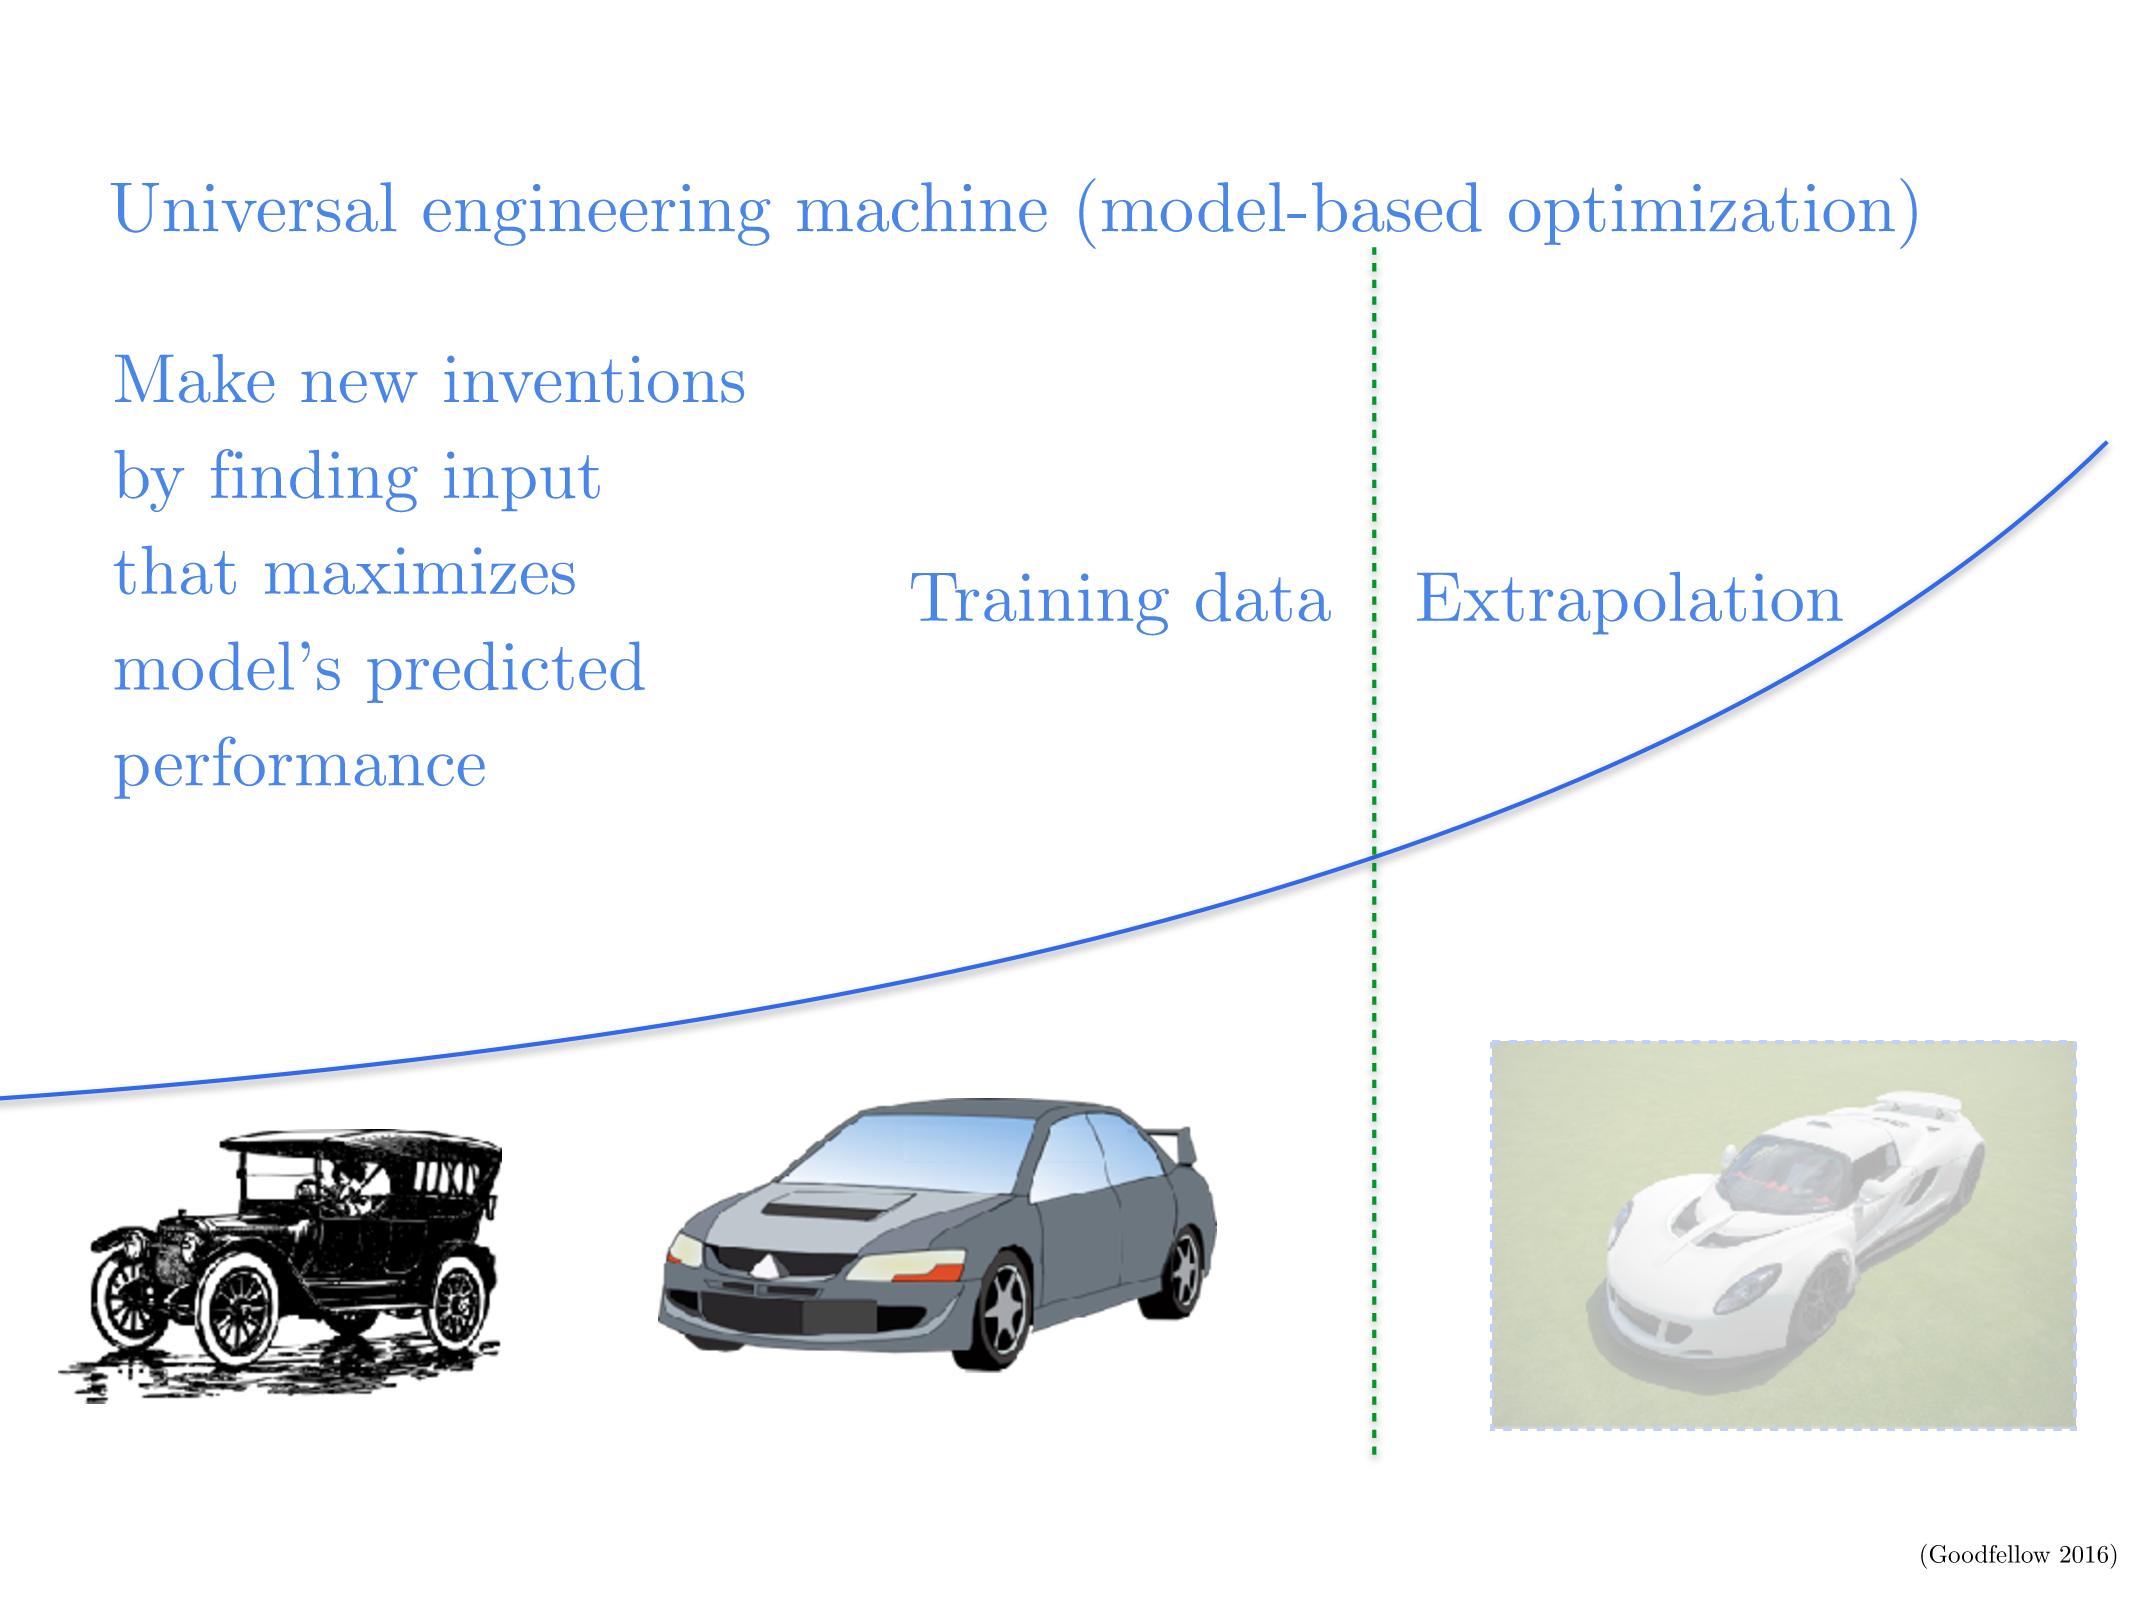 Universal engineering machine (model-based optimization)
Make new inventions
by finding input
that maximizes
model's predicted
performance
Training data
Extrapolation
(Goodfellow 2016)